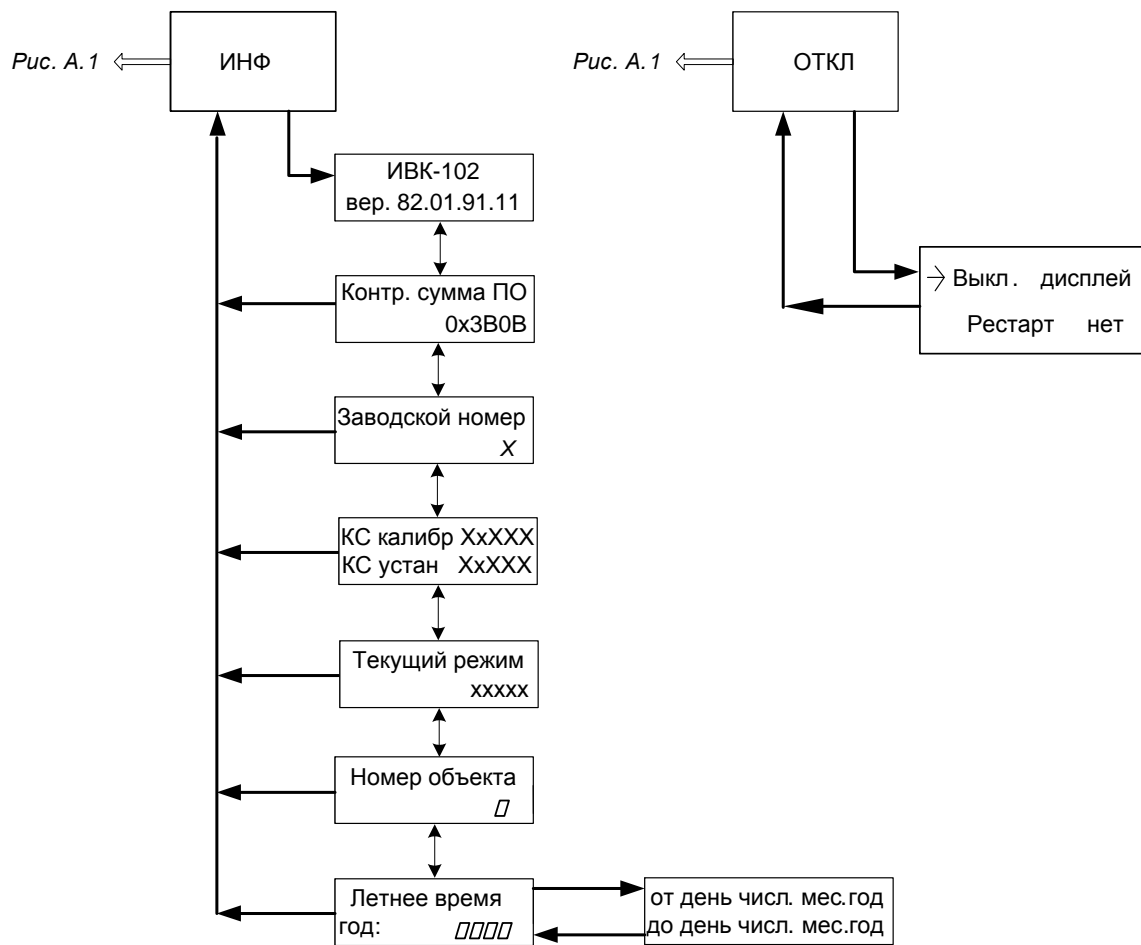 Рис. А.1
ИНФ
ИВК-102
вер. 82.01.91.11
Контр. сумма ПО
0x3B0B
Заводской номер
X
КС калибр XxXXX
КС устан XxXXX
Текущий режим
xxxxx
Номер объекта
Летнее время
год:
от день числ. мес.год
до день числ. мес.год
Рис. А.1
ОТКЛ
Выкл. дисплей
Рестарт нет